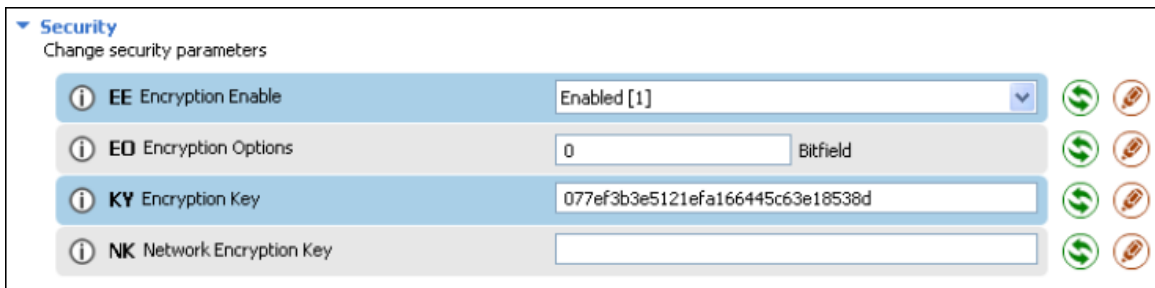 Security
Change security parameters
EE Encryption Enable Enabled [1]
EO Encryption Options 0 Bitfield
KY Encryption Key 077ef3b3e5121efa166445c63e18538d
NK Network Encryption Key